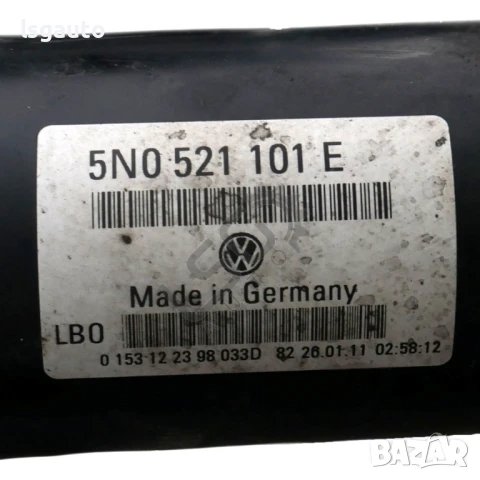 lsgauto
5N0 521 101 E
Made in Germany
LB0
0 153 12 23 98 033D 82 26.01.11 02:58:12
BAZAR